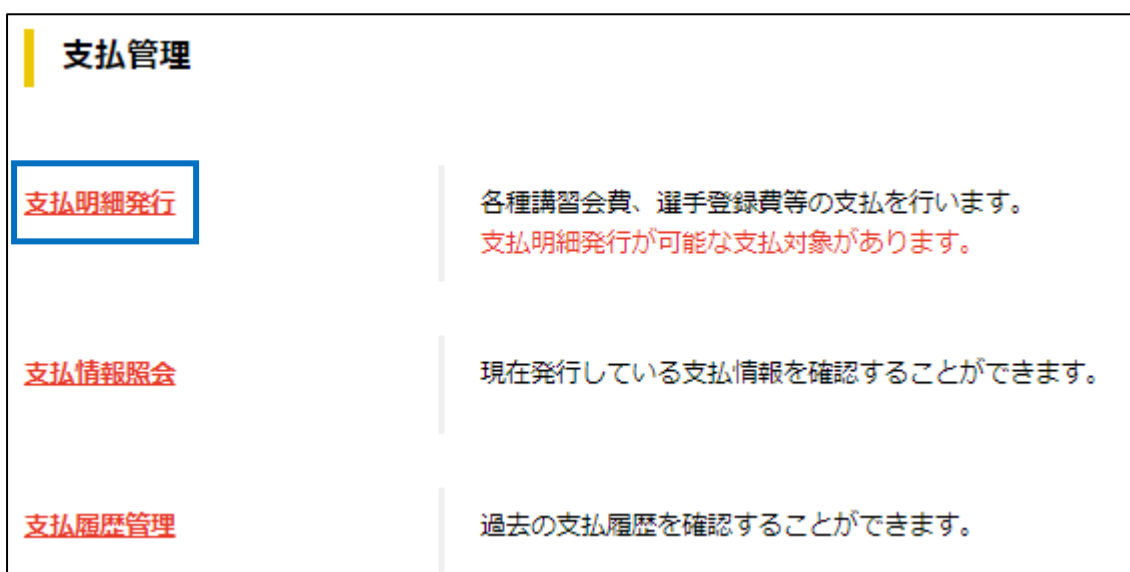 支払管理
支払明細発行
各種講習会費、選手登録費等の支払を行います。
支払明細発行が可能な支払対象があります。
支払情報照会
現在発行している支払情報を確認することができます。
支払履歴管理
過去の支払履歴を確認することができます。